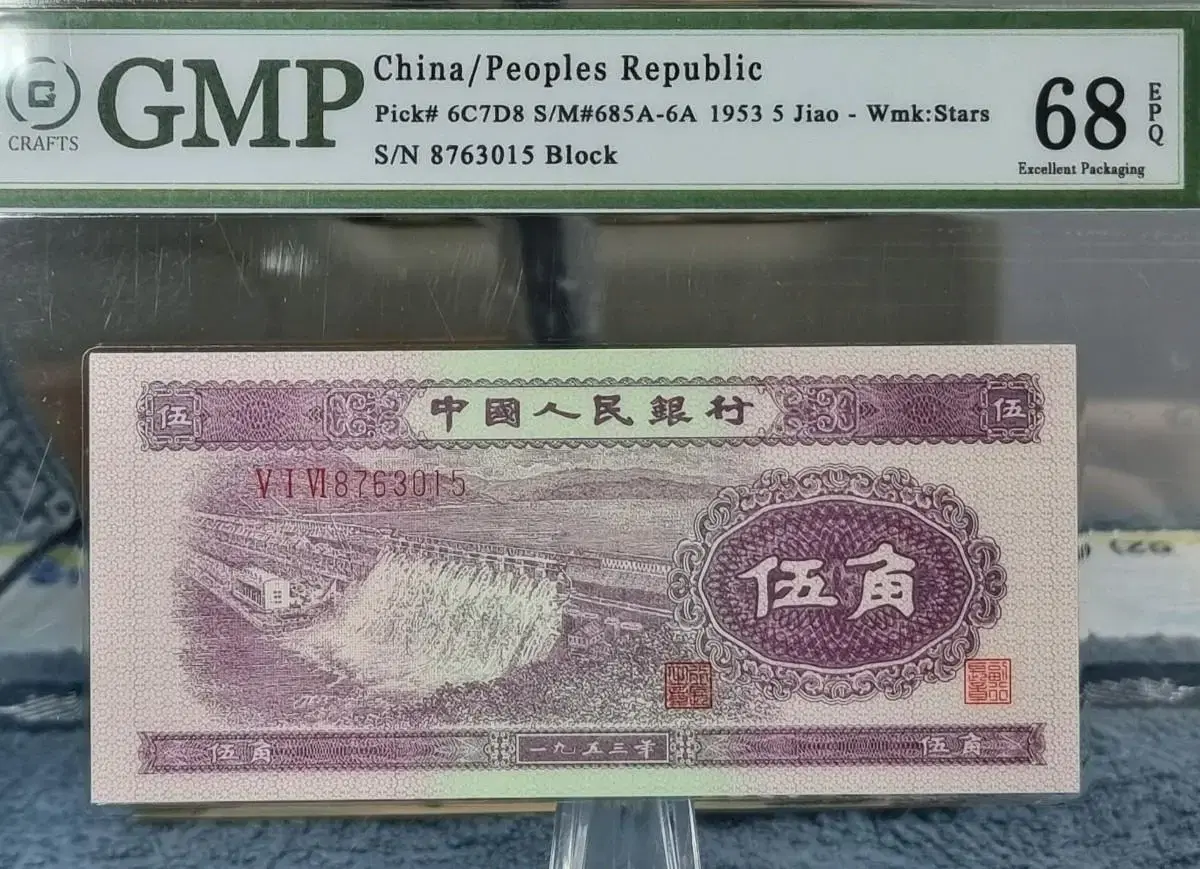 G
CRAFTS
GMP
China/Peoples Republic
Pick# 6C7D8 S/M#685A-6A 1953 5 Jiao - Wmk:Stars
S/N 8763015 Block
68
EPQ
Excellent Packaging
伍 中國人民銀行 伍
Ⅴ Ⅰ Ⅵ 8763015
伍角
伍角 一九五三年 伍角